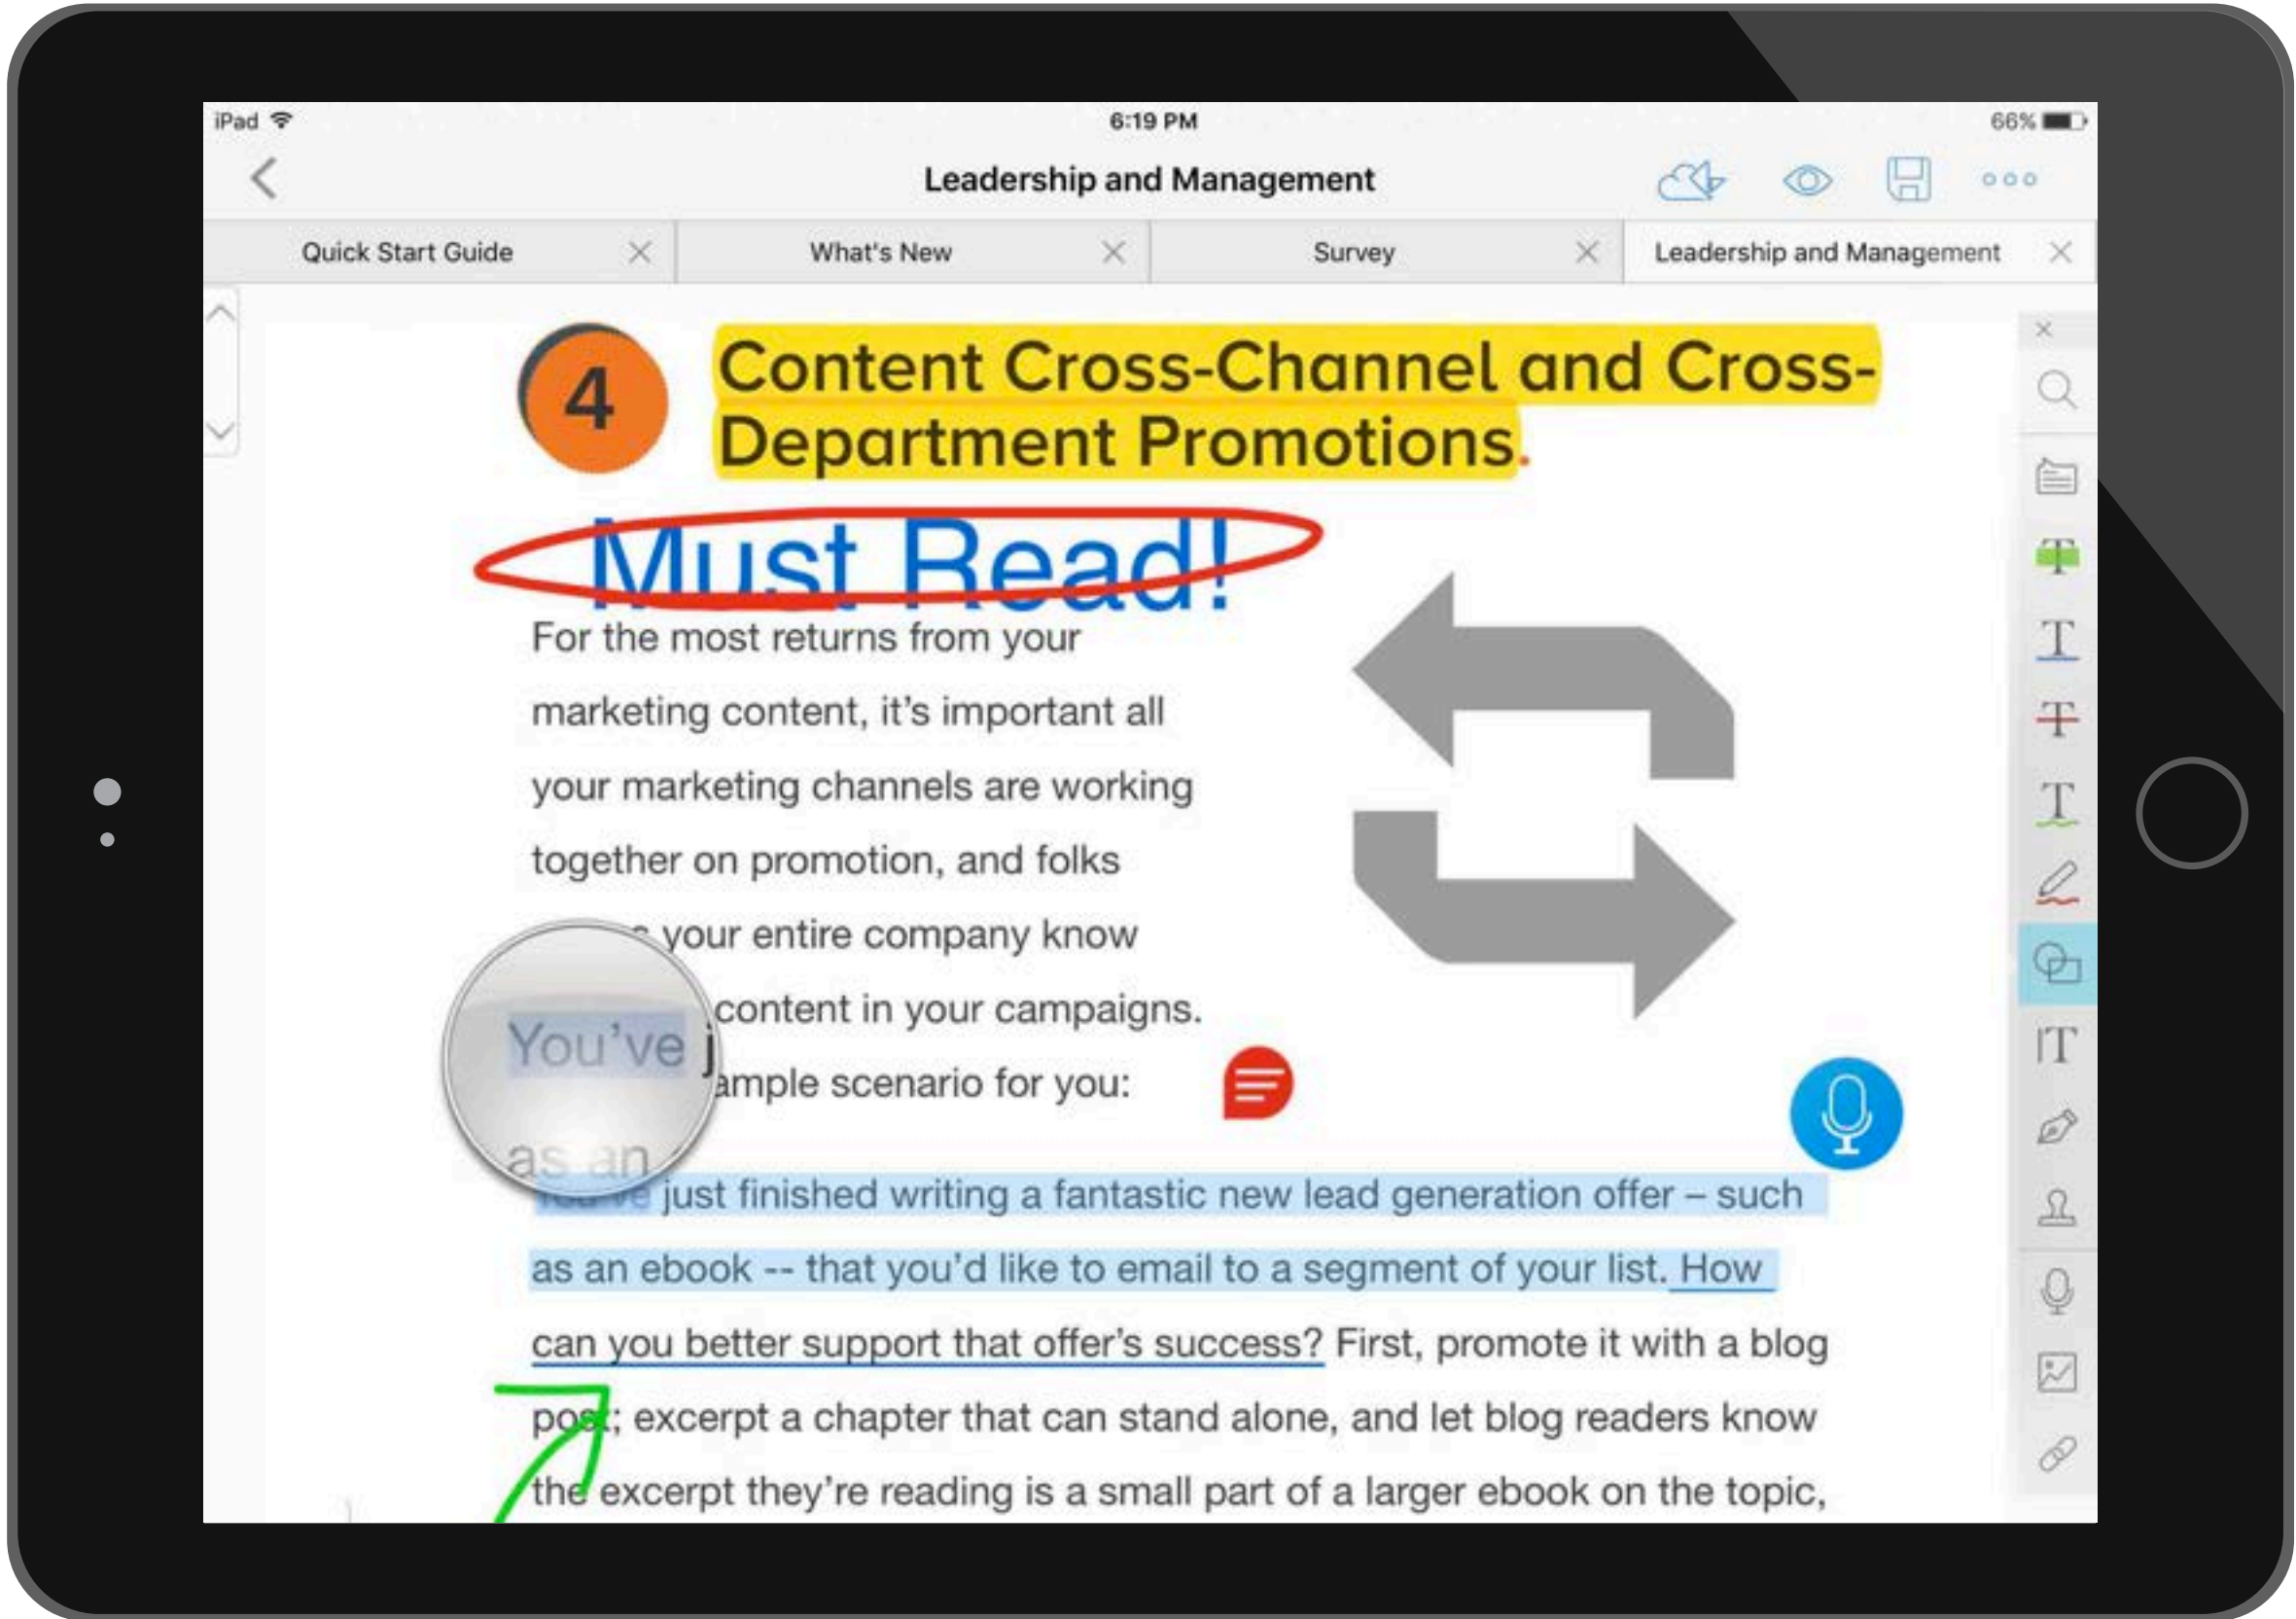 iPad
6:19 PM
66%
Leadership and Management
Quick Start Guide
What's New
Survey
Leadership and Management
4
Content Cross-Channel and Cross-
Department Promotions.
Must Read!
For the most returns from your
marketing content, it’s important all
your marketing channels are working
together on promotion, and folks
your entire company know
content in your campaigns.
scenario for you:
You’ve
as an
You’ve just finished writing a fantastic new lead generation offer – such
as an ebook -- that you’d like to email to a segment of your list. How
can you better support that offer’s success? First, promote it with a blog
post; excerpt a chapter that can stand alone, and let blog readers know
the excerpt they’re reading is a small part of a larger ebook on the topic,